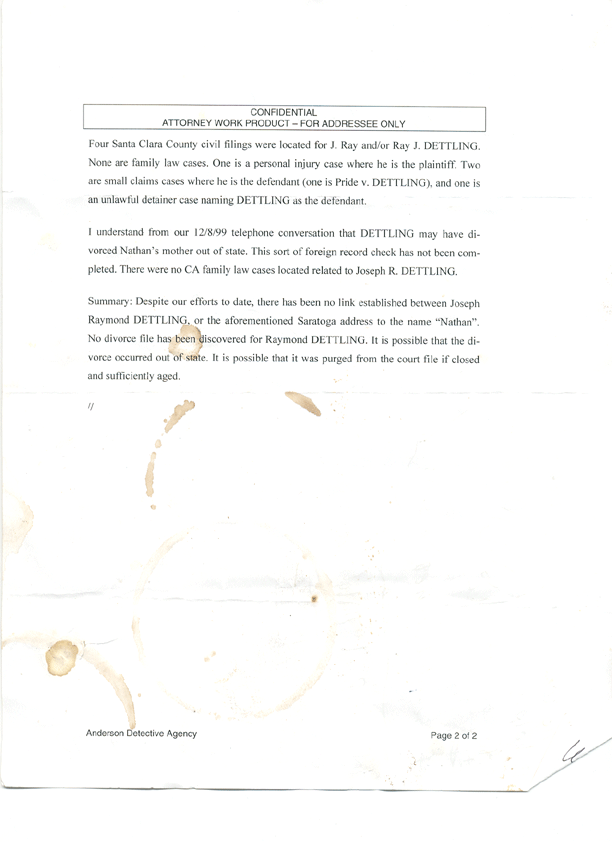 CONFIDENTIAL
ATTORNEY WORK PRODUCT – FOR ADDRESSEE ONLY
Four Santa Clara County civil filings were located for J. Ray and/or Ray J. DETTLING.
None are family law cases. One is a personal injury case where he is the plaintiff. Two
are small claims cases where he is the defendant (one is Pride v. DETTLING), and one is
an unlawful detainer case naming DETTLING as the defendant.
I understand from our 12/8/99 telephone conversation that DETTLING may have di-
vorced Nathan's mother out of state. This sort of foreign record check has not been com-
pleted. There were no CA family law cases located related to Joseph R. DETTLING.
Summary: Despite our efforts to date, there has been no link established between Joseph
Raymond DETTLING, or the aforementioned Saratoga address to the name “Nathan”.
No divorce file has been discovered for Raymond DETTLING. It is possible that the di-
vorce occurred out of state. It is possible that it was purged from the court file if closed
and sufficiently aged.
//
Anderson Detective Agency
Page 2 of 2